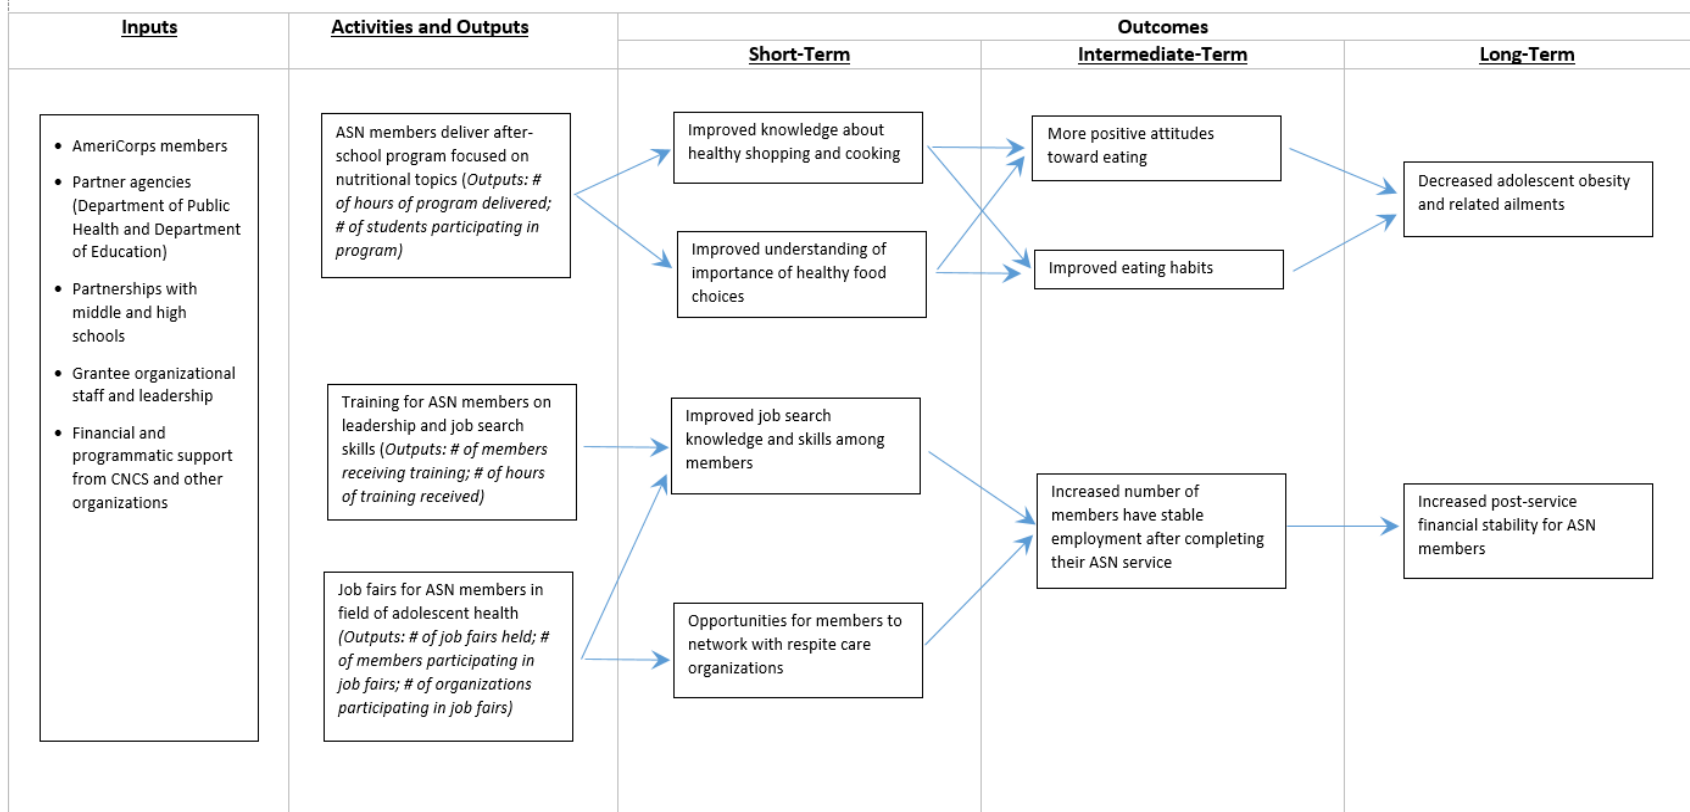 Inputs
Activities and Outputs
Outcomes
Short-Term
Intermediate-Term
Long-Term
• AmeriCorps members
• Partner agencies
(Department of Public
Health and Department
of Education)
• Partnerships with
middle and high
schools
• Grantee organizational
staff and leadership
• Financial and
programmatic support
from CNCS and other
organizations
ASN members deliver after-
school program focused on
nutritional topics (Outputs: #
of hours of program delivered;
# of students participating in
program)
Training for ASN members on
leadership and job search
skills (Outputs: # of members
receiving training; # of hours
of training received)
Job fairs for ASN members in
field of adolescent health
(Outputs: # of job fairs held; #
of members participating in
job fairs; # of organizations
participating in job fairs)
Improved knowledge about
healthy shopping and cooking
Improved understanding of
importance of healthy food
choices
Improved job search
knowledge and skills among
members
Opportunities for members to
network with respite care
organizations
More positive attitudes
toward eating
Improved eating habits
Increased number of
members have stable
employment after completing
their ASN service
Decreased adolescent obesity
and related ailments
Increased post-service
financial stability for ASN
members